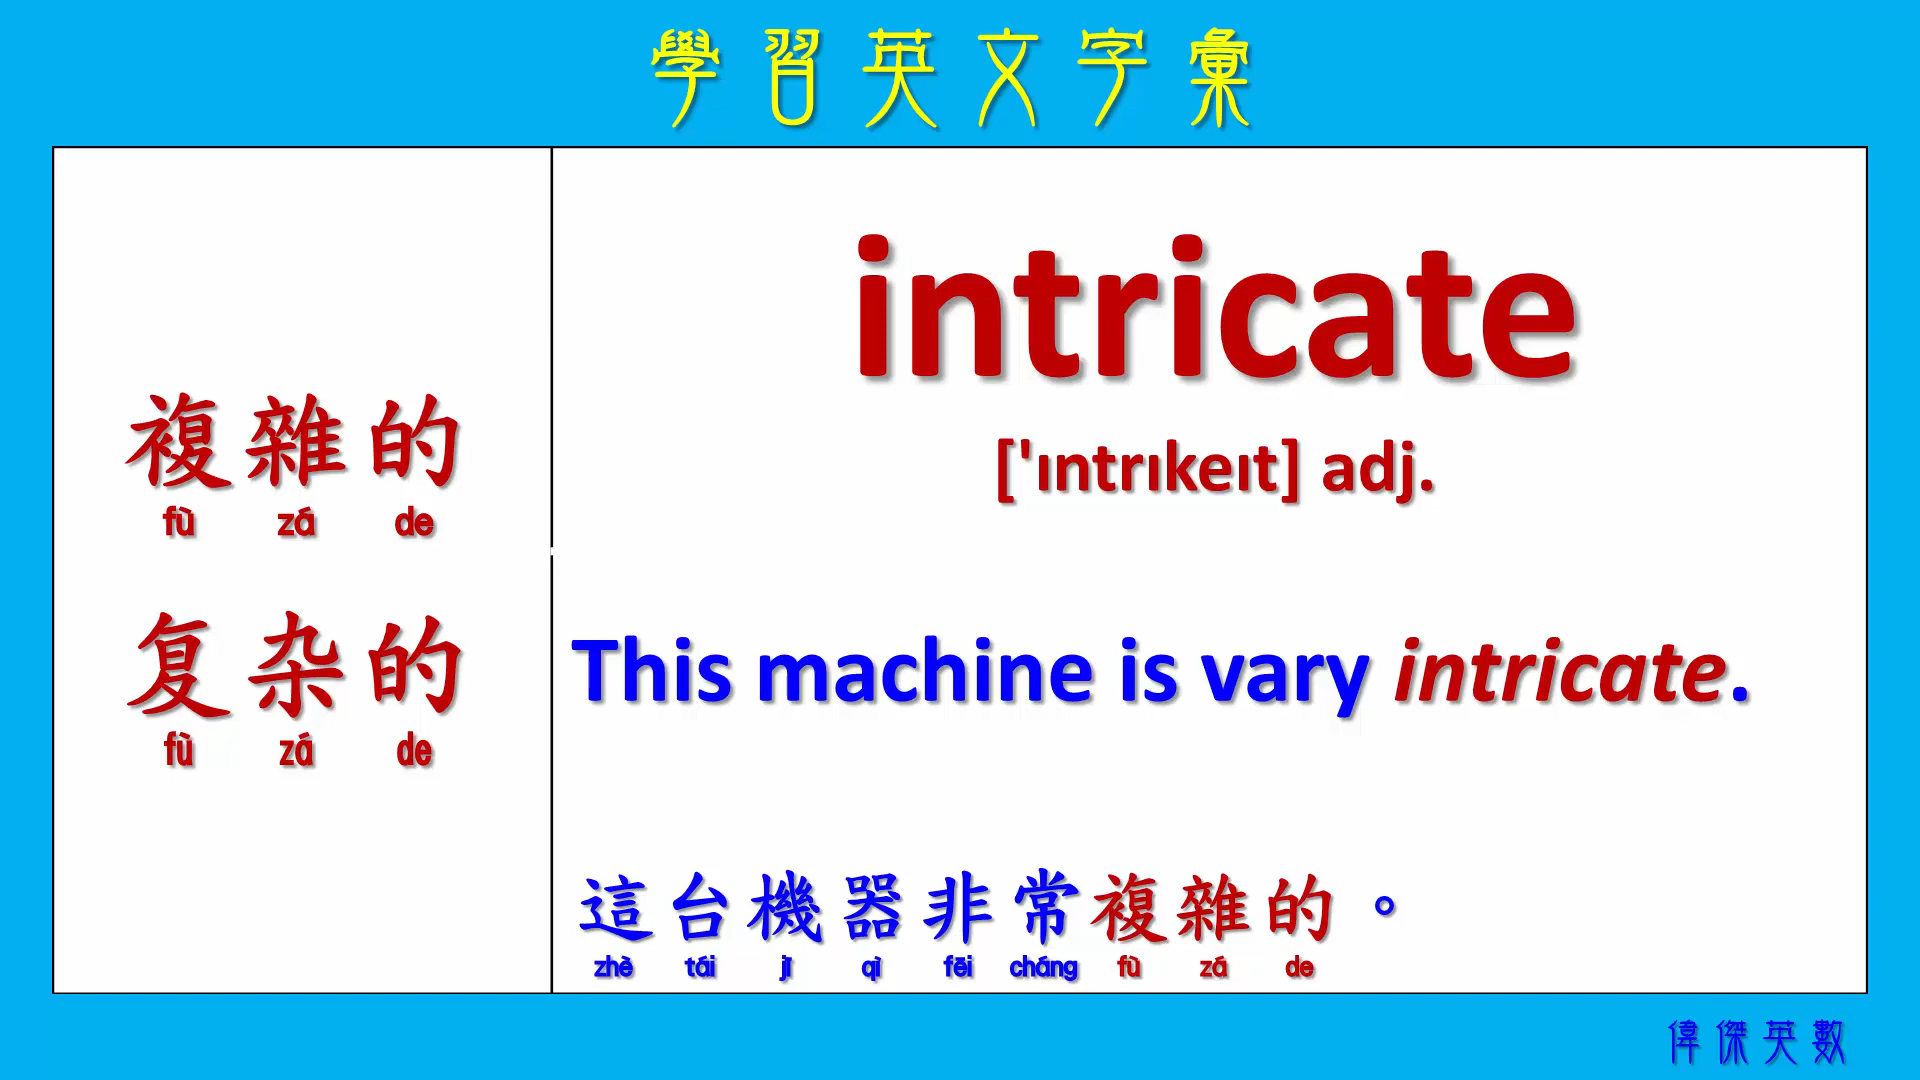 學習英文字彙
複雜的
fù zá de
复杂的
fù zá de
intricate
['ɪntrɪkeɪt] adj.
This machine is vary intricate.
這台機器非常複雜的。
zhè tái jī qì fēi cháng fù zá de
偉傑英數